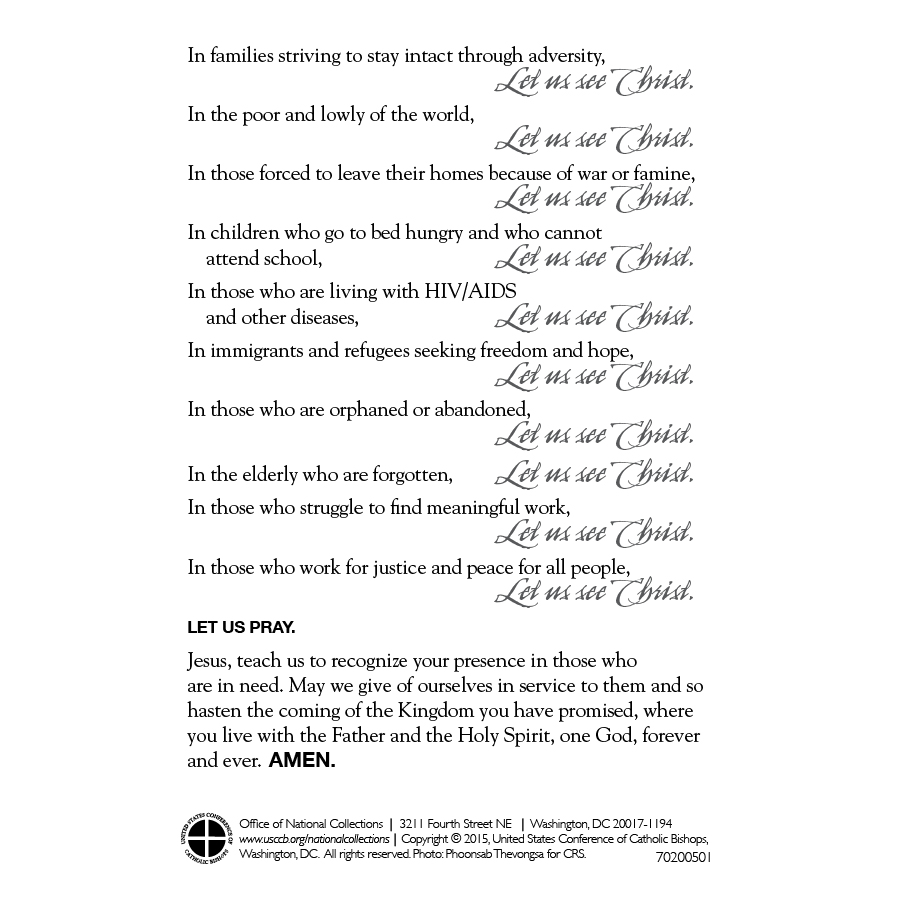 In families striving to stay intact through adversity,
Let us see Christ.
In the poor and lowly of the world,
Let us see Christ.
In those forced to leave their homes because of war or famine,
Let us see Christ.
In children who go to bed hungry and who cannot
attend school, Let us see Christ.
In those who are living with HIV/AIDS
and other diseases, Let us see Christ.
In immigrants and refugees seeking freedom and hope,
Let us see Christ.
In those who are orphaned or abandoned,
Let us see Christ.
In the elderly who are forgotten, Let us see Christ.
In those who struggle to find meaningful work,
Let us see Christ.
In those who work for justice and peace for all people,
Let us see Christ.
LET US PRAY.
Jesus, teach us to recognize your presence in those who
are in need. May we give of ourselves in service to them and so
hasten the coming of the Kingdom you have promised, where
you live with the Father and the Holy Spirit, one God, forever
and ever. AMEN.
UNITED STATES CONFERENCE OF CATHOLIC BISHOPS
Office of National Collections | 3211 Fourth Street NE | Washington, DC 20017-1194
www.usccb.org/nationalcollections | Copyright © 2015, United States Conference of Catholic Bishops,
Washington, DC. All rights reserved. Photo: Phoonsab Thevongsa for CRS. 70200501